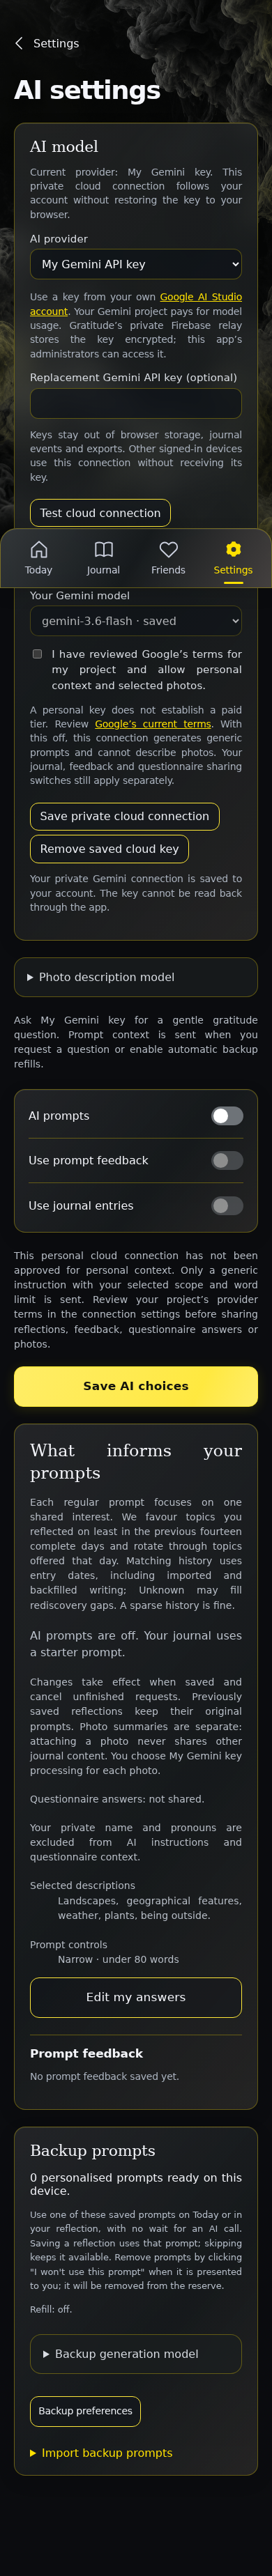 Settings
AI settings
AI model
Current provider: My Gemini key. This
private cloud connection follows your
account without restoring the key to your
browser.
AI provider
My Gemini API key
Use a key from your own Google AI Studio
account. Your Gemini project pays for model
usage. Gratitude's private Firebase relay
stores the key encrypted; this app's
administrators can access it.
Replacement Gemini API key (optional)
Keys stay out of browser storage, journal
events and exports. Other signed-in devices
use this connection without receiving its
key.
Test cloud connection
Today
Journal
Friends
Settings
Your Gemini model
gemini-3.6-flash · saved
I have reviewed Google's terms for
my project and allow personal
context and selected photos.
A personal key does not establish a paid
tier. Review Google's current terms. With
this off, this connection generates generic
prompts and cannot describe photos. Your
journal, feedback and questionnaire sharing
switches still apply separately.
Save private cloud connection
Remove saved cloud key
Your private Gemini connection is saved to
your account. The key cannot be read back
through the app.
Photo description model
Ask My Gemini key for a gentle gratitude
question. Prompt context is sent when you
request a question or enable automatic backup
refills.
AI prompts
Use prompt feedback
Use journal entries
This personal cloud connection has not been
approved for personal context. Only a generic
instruction with your selected scope and word
limit is sent. Review your project's provider
terms in the connection settings before sharing
reflections, feedback, questionnaire answers or
photos.
Save AI choices
What informs your
prompts
Each regular prompt focuses on one
shared interest. We favour topics you
reflected on least in the previous fourteen
complete days and rotate through topics
offered that day. Matching history uses
entry dates, including imported and
backfilled writing; Unknown may fill
rediscovery gaps. A sparse history is fine.
AI prompts are off. Your journal uses
a starter prompt.
Changes take effect when saved and
cancel unfinished requests. Previously
saved reflections keep their original
prompts. Photo summaries are separate:
attaching a photo never shares other
journal content. You choose My Gemini key
processing for each photo.
Questionnaire answers: not shared.
Your private name and pronouns are
excluded from AI instructions and
questionnaire context.
Selected descriptions
Landscapes, geographical features,
weather, plants, being outside.
Prompt controls
Narrow · under 80 words
Edit my answers
Prompt feedback
No prompt feedback saved yet.
Backup prompts
0 personalised prompts ready on this
device.
Use one of these saved prompts on Today or in
your reflection, with no wait for an AI call.
Saving a reflection uses that prompt; skipping
keeps it available. Remove prompts by clicking
"I won't use this prompt" when it is presented
to you; it will be removed from the reserve.
Refill: off.
Backup generation model
Backup preferences
Import backup prompts